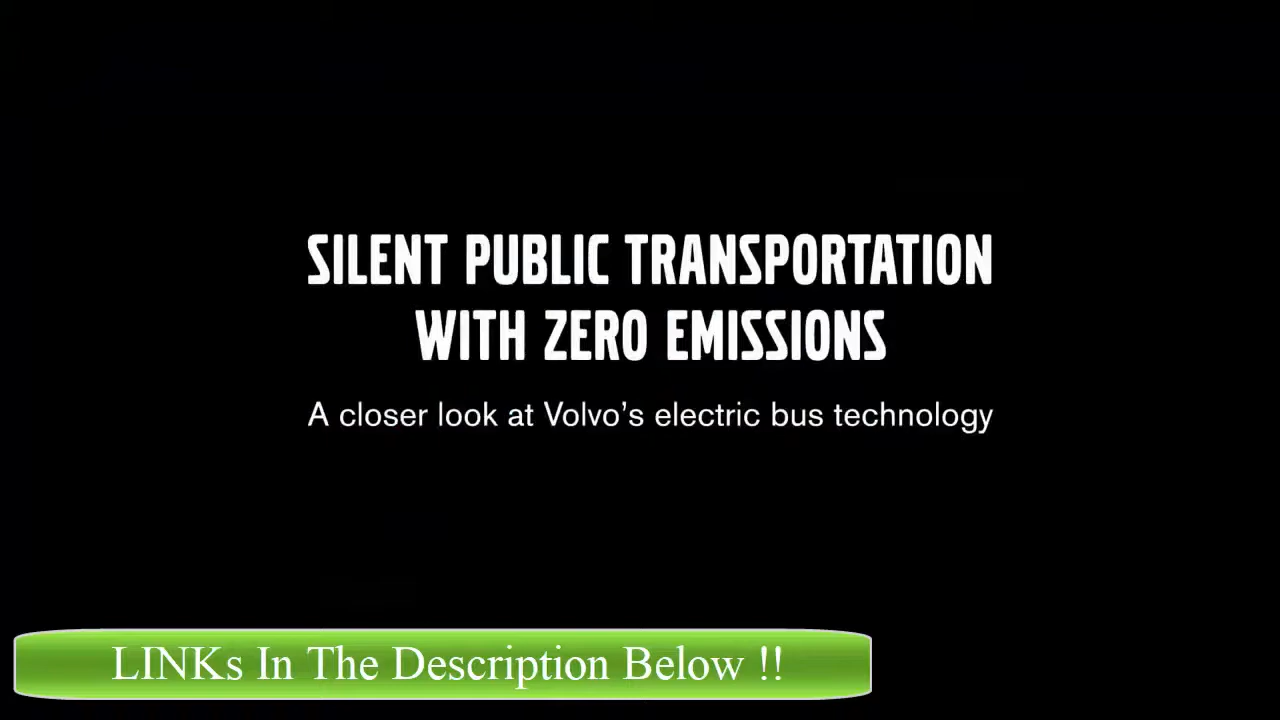 SILENT PUBLIC TRANSPORTATION
WITH ZERO EMISSIONS
A closer look at Volvo’s electric bus technology
LINKs In The Description Below !!